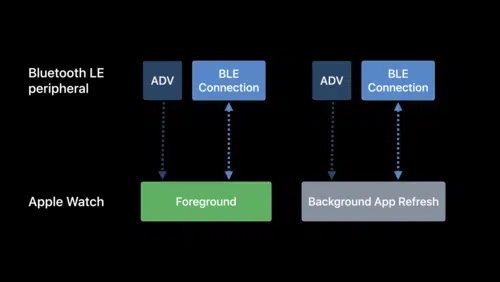 Bluetooth LE
peripheral
ADV
BLE
Connection
ADV
BLE
Connection
Apple Watch
Foreground
Background App Refresh